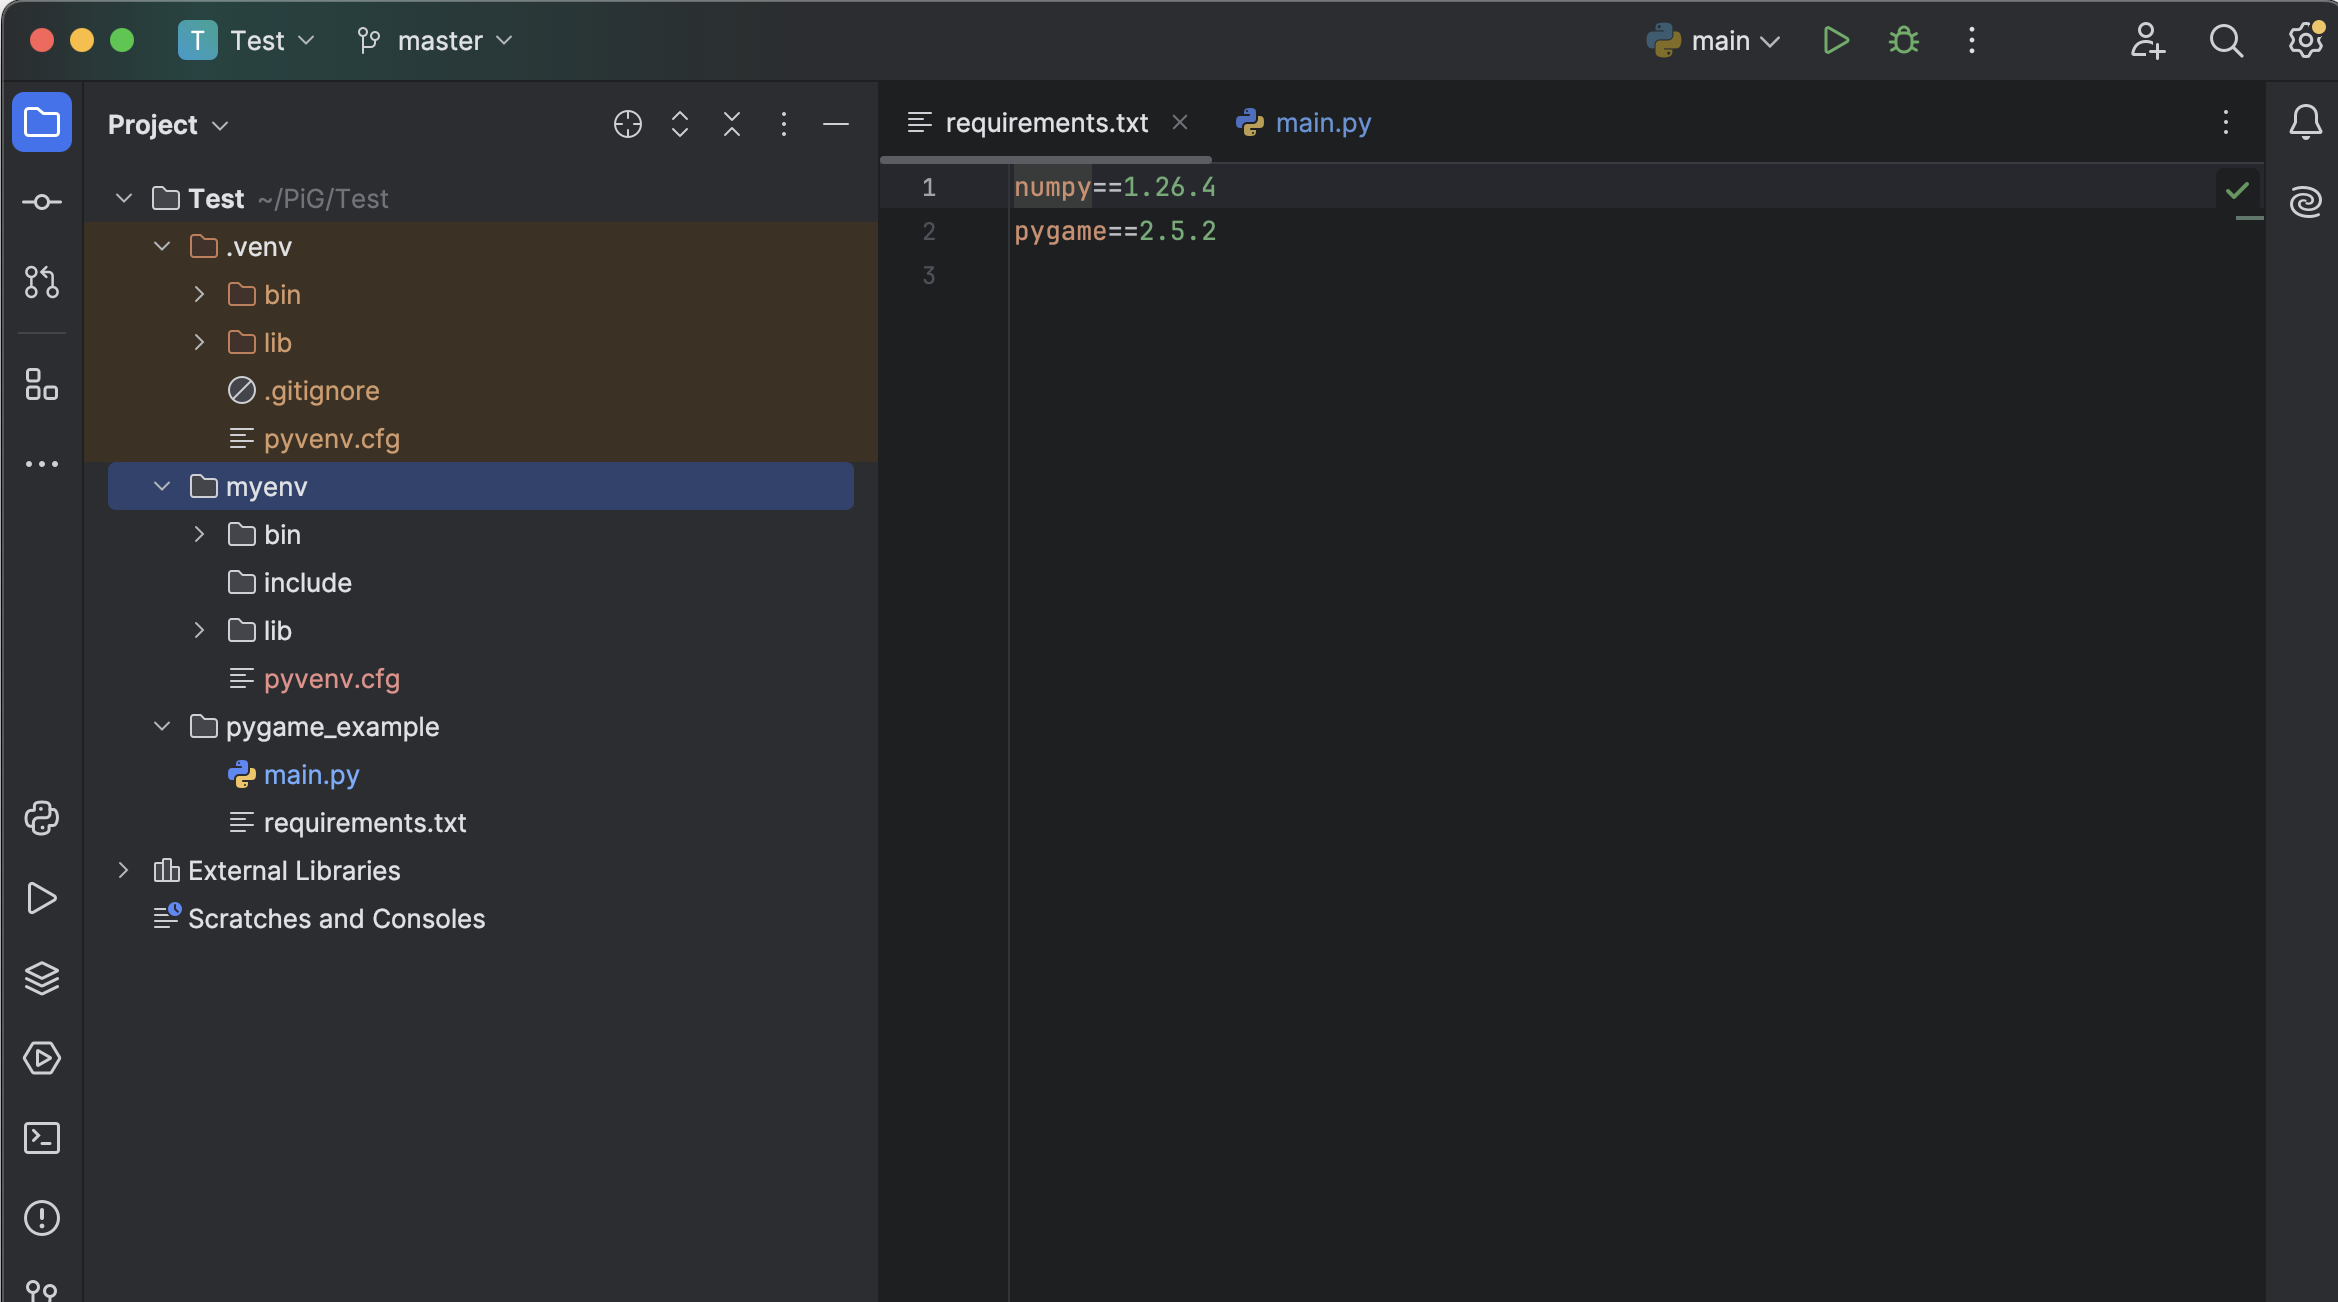 T Test master main
Project
requirements.txt main.py
Test ~/PiG/Test
.venv
bin
lib
.gitignore
pyvenv.cfg
myenv
bin
include
lib
pyvenv.cfg
pygame_example
main.py
requirements.txt
External Libraries
Scratches and Consoles
1 numpy==1.26.4
2 pygame==2.5.2
3